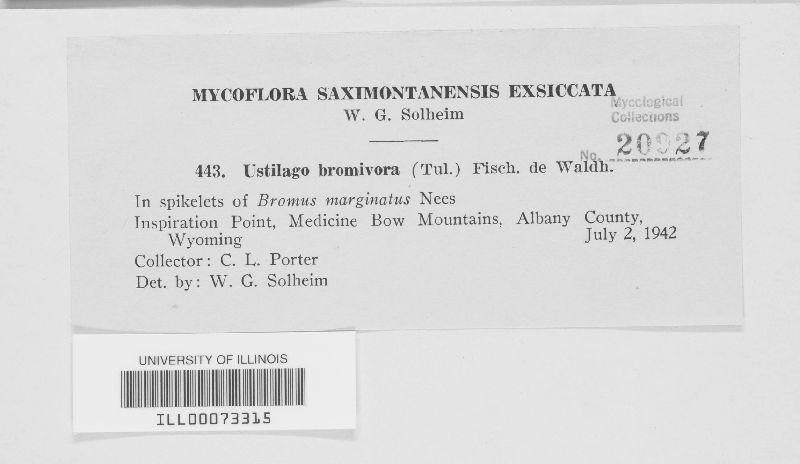 MYCOFLORA SAXIMONTANENSIS EXSICCATA
W. G. Solheim
Mycological
Collections
No. 20927
443. Ustilago bromivora (Tul.) Fisch. de Waldh.
In spikelets of Bromus marginatus Nees
Inspiration Point, Medicine Bow Mountains, Albany County,
Wyoming July 2, 1942
Collector: C. L. Porter
Det. by: W. G. Solheim
UNIVERSITY OF ILLINOIS
ILL00073315